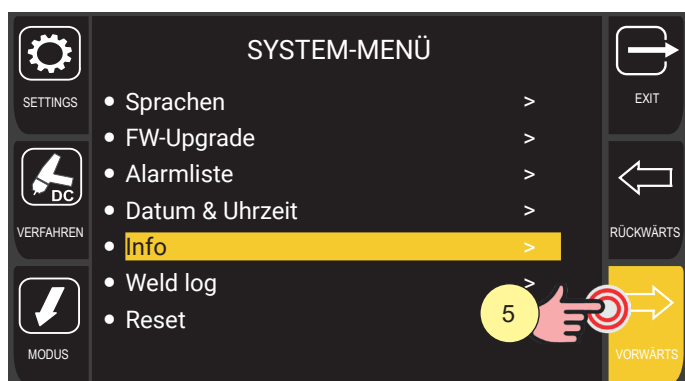 SYSTEM-MENÜ
SETTINGS
EXIT
• Sprachen >
• FW-Upgrade >
• Alarmliste >
DC
• Datum & Uhrzeit >
VERFAHREN
RÜCKWÄRTS
• Info >
• Weld log >
• Reset
5
MODUS
VORWÄRTS